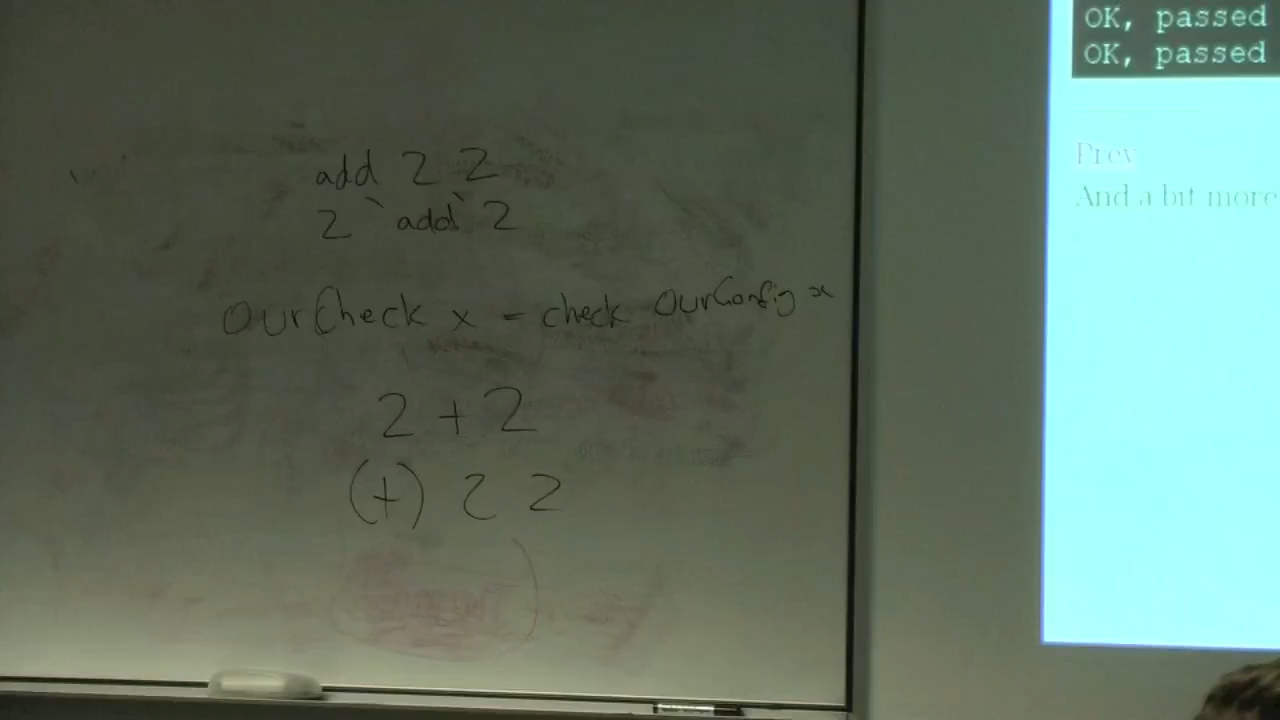 add 2 2
2 `add` 2
OurCheck x = check OurConfig x
2 + 2
(+) 2 2
OK, passed
OK, passed
Prev
And a bit more